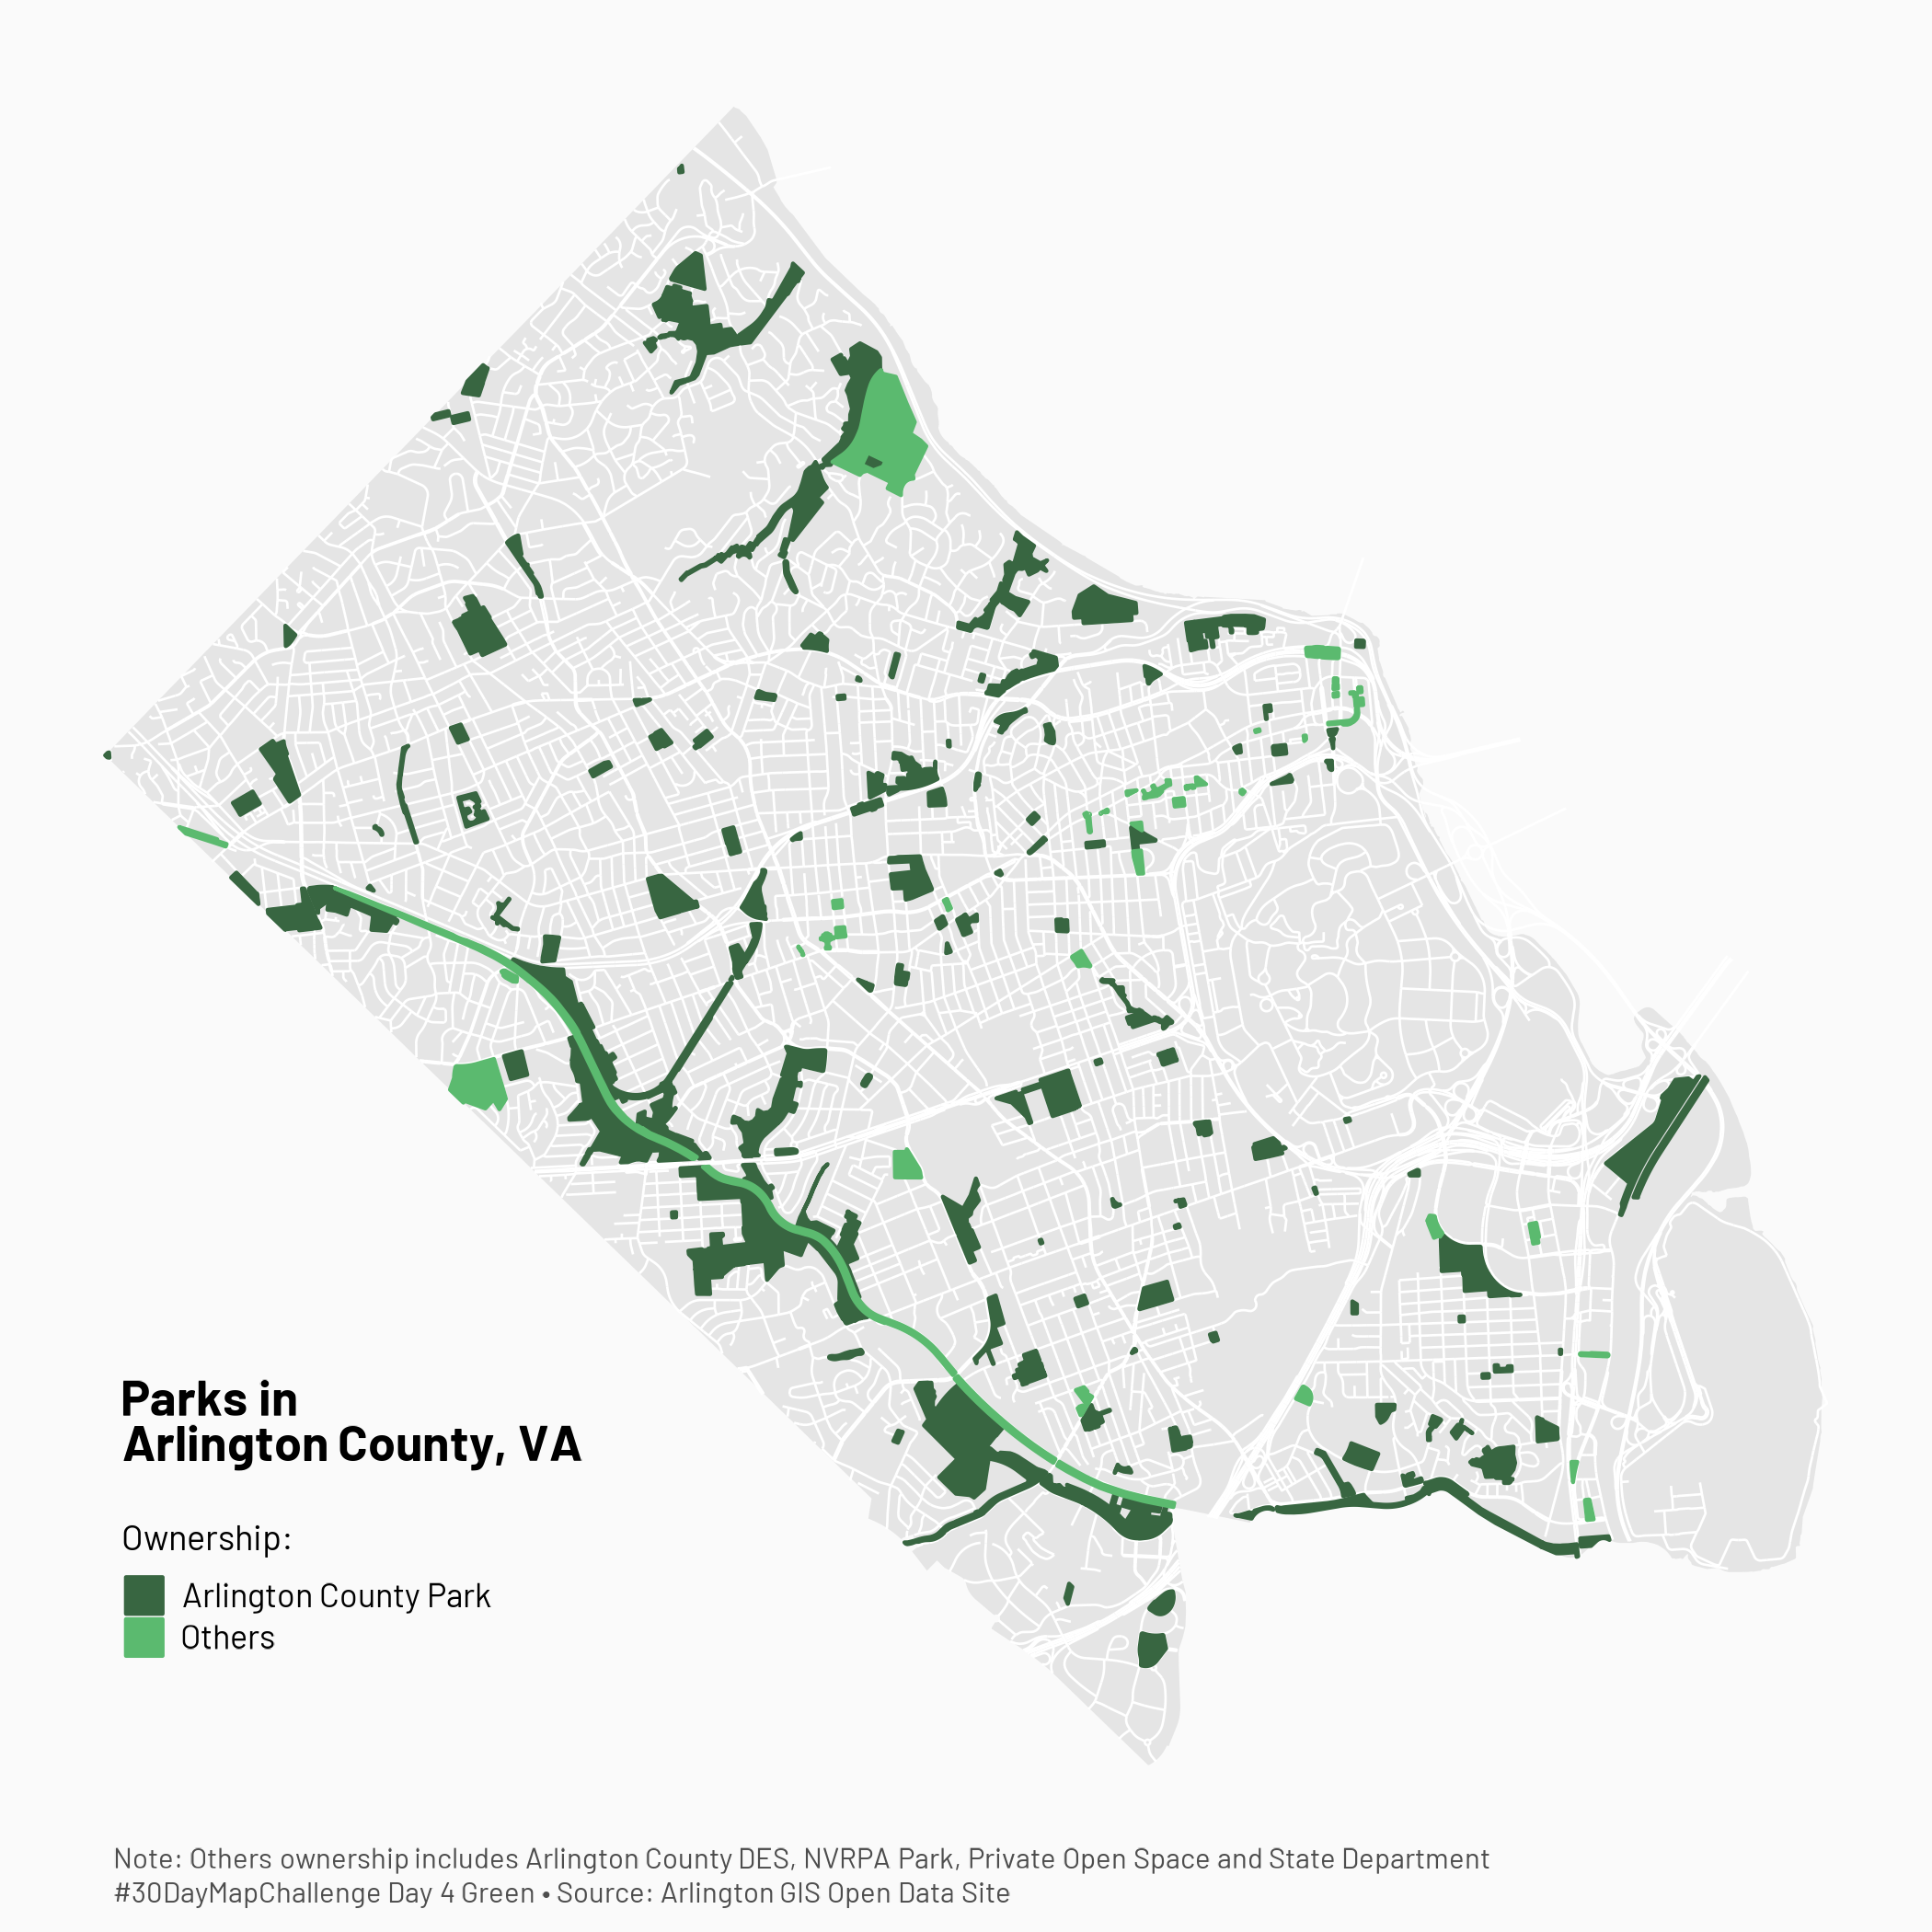 Parks in
Arlington County, VA
Ownership:
Arlington County Park
Others
Note: Others ownership includes Arlington County DES, NVRPA Park, Private Open Space and State Department
#30DayMapChallenge Day 4 Green • Source: Arlington GIS Open Data Site